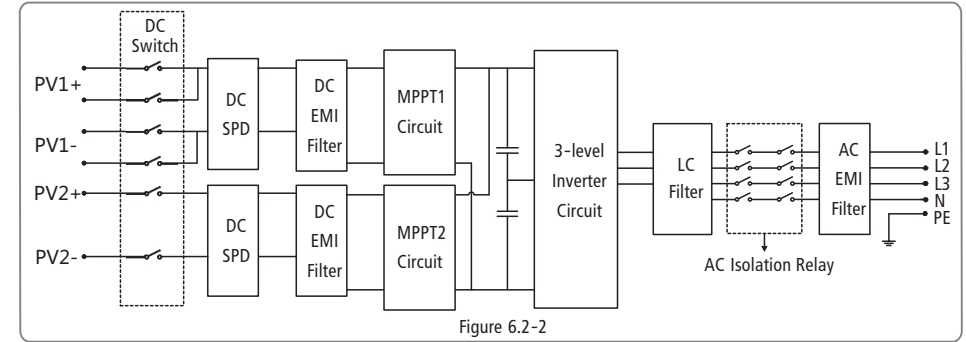 DC
Switch
PV1+
PV1-
PV2+
PV2-
DC
SPD
DC
EMI
Filter
MPPT1
Circuit
DC
SPD
DC
EMI
Filter
MPPT2
Circuit
3-level
Inverter
Circuit
LC
Filter
AC Isolation Relay
AC
EMI
Filter
L1
L2
L3
N
PE
Figure 6.2-2